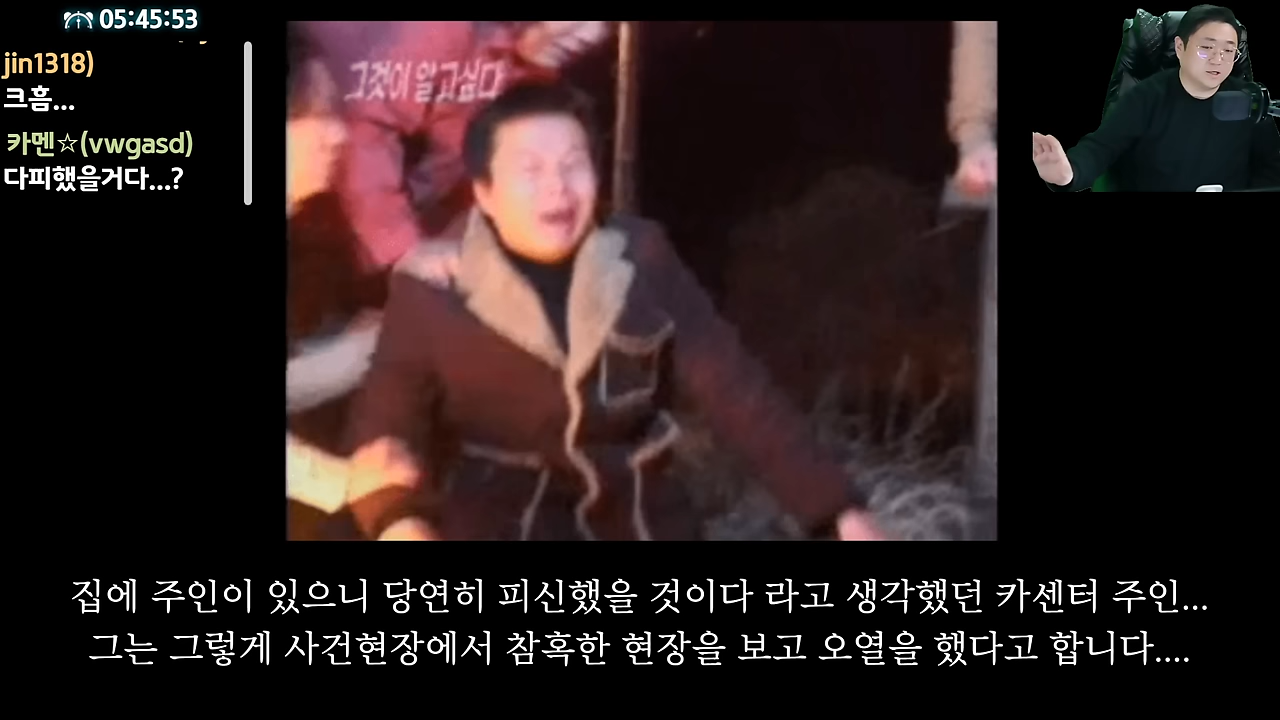 05:45:53
jin1318)
크흠...
카멘☆(vwgasd)
다피했을거다...?
그것이 알고싶다
집에 주인이 있으니 당연히 피신했을 것이다 라고 생각했던 카센터 주인...
그는 그렇게 사건현장에서 참혹한 현장을 보고 오열을 했다고 합니다....